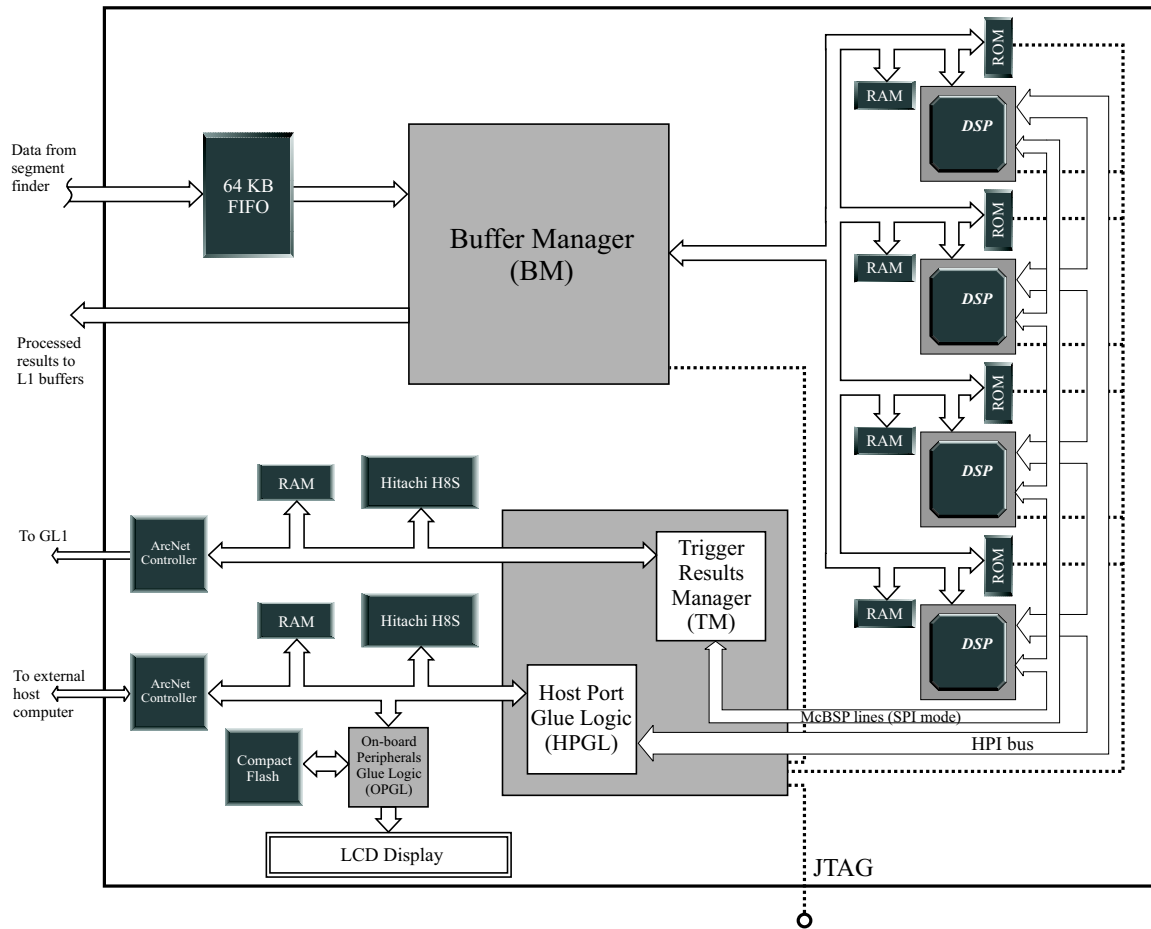 ROM
RAM
DSP
Data from
segment
finder
64 KB
FIFO
Buffer Manager
(BM)
ROM
RAM
DSP
Processed
results to
L1 buffers
ROM
RAM
DSP
RAM
Hitachi H8S
To GL1
ArcNet
Controller
Trigger
Results
Manager
(TM)
ROM
RAM
DSP
RAM
Hitachi H8S
To external
host
computer
ArcNet
Controller
Host Port
Glue Logic
(HPGL)
McBSP lines (SPI mode)
HPI bus
Compact
Flash
On-board
Peripherals
Glue Logic
(OPGL)
LCD Display
JTAG